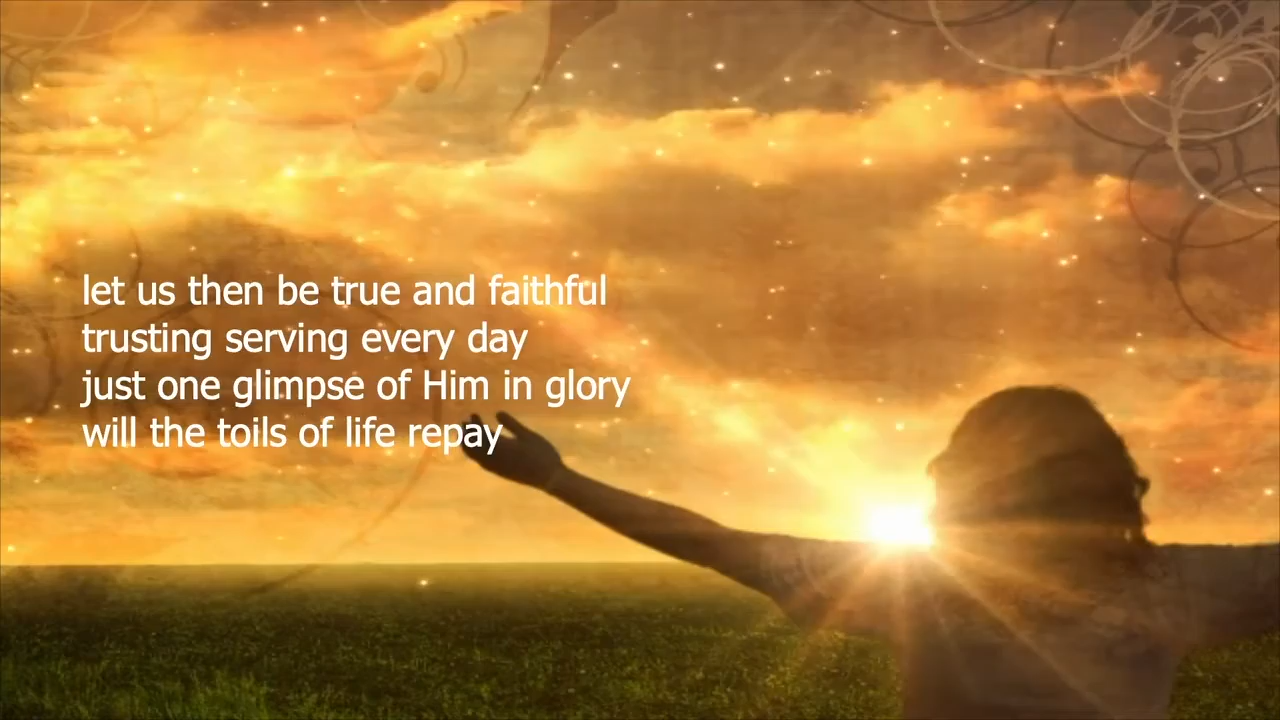 let us then be true and faithful
trusting serving every day
just one glimpse of Him in glory
will the toils of life repay